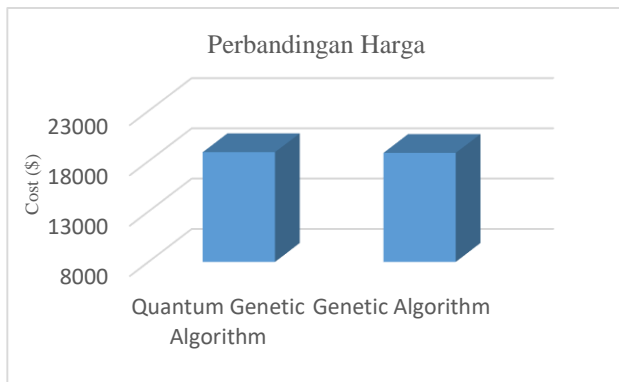 Perbandingan Harga
Cost ($)
23000
18000
13000
8000
Quantum Genetic Genetic Algorithm
Algorithm